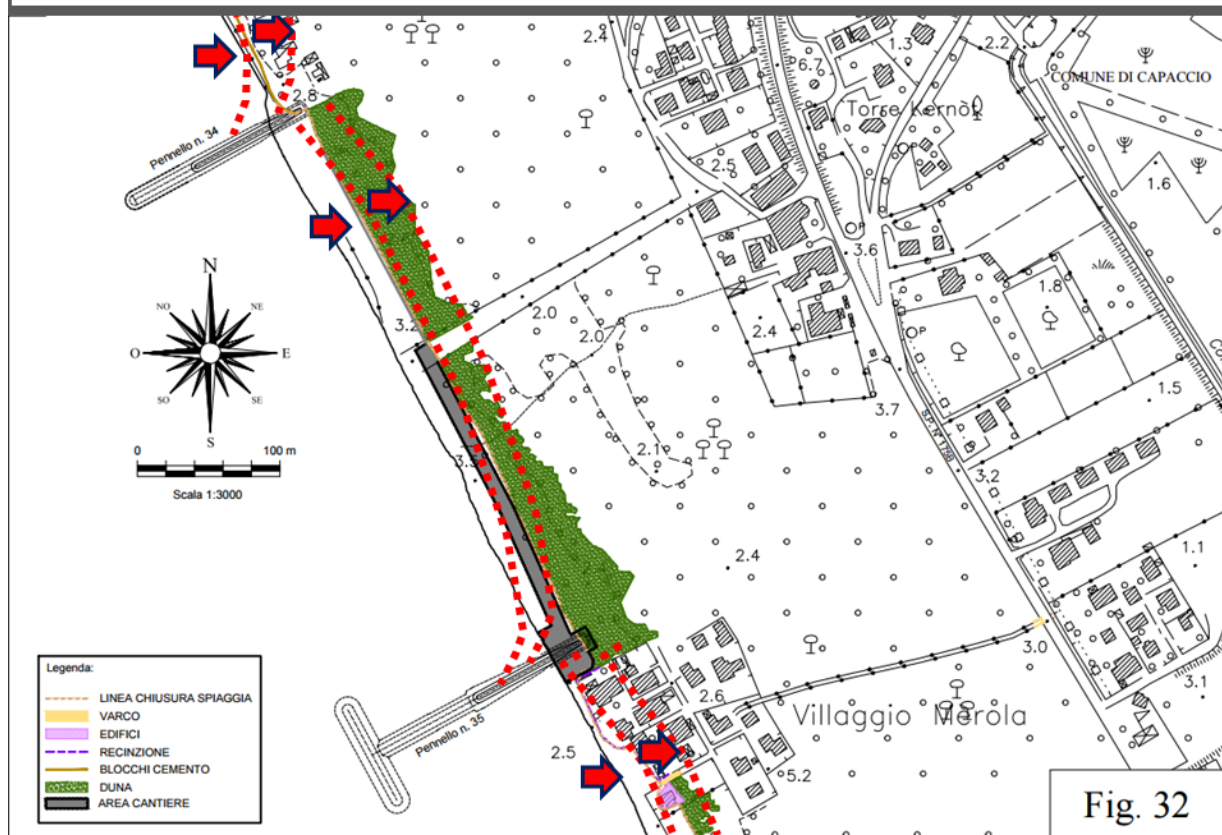 2.4
1.3
2.2
6.7
COMUNE DI CAPACCIO
2.8
Torre Kernot
Pennello n. 34
2.5
1.6
P
P
3.6
N
NO
NE
O
E
SO
SE
S
3.2
2.0
2.0
1.8
2.4
P
1.5
3.7
0
100 m
Scala 1:3000
3.5
2.1
S.P. N° 175B
3.2
2.4
1.1
3.0
Legenda:
LINEA CHIUSURA SPIAGGIA
VARCO
EDIFICI
RECINZIONE
BLOCCHI CEMENTO
DUNA
AREA CANTIERE
Pennello n. 35
2.6
3.1
Villaggio Merola
2.5
5.2
Fig. 32